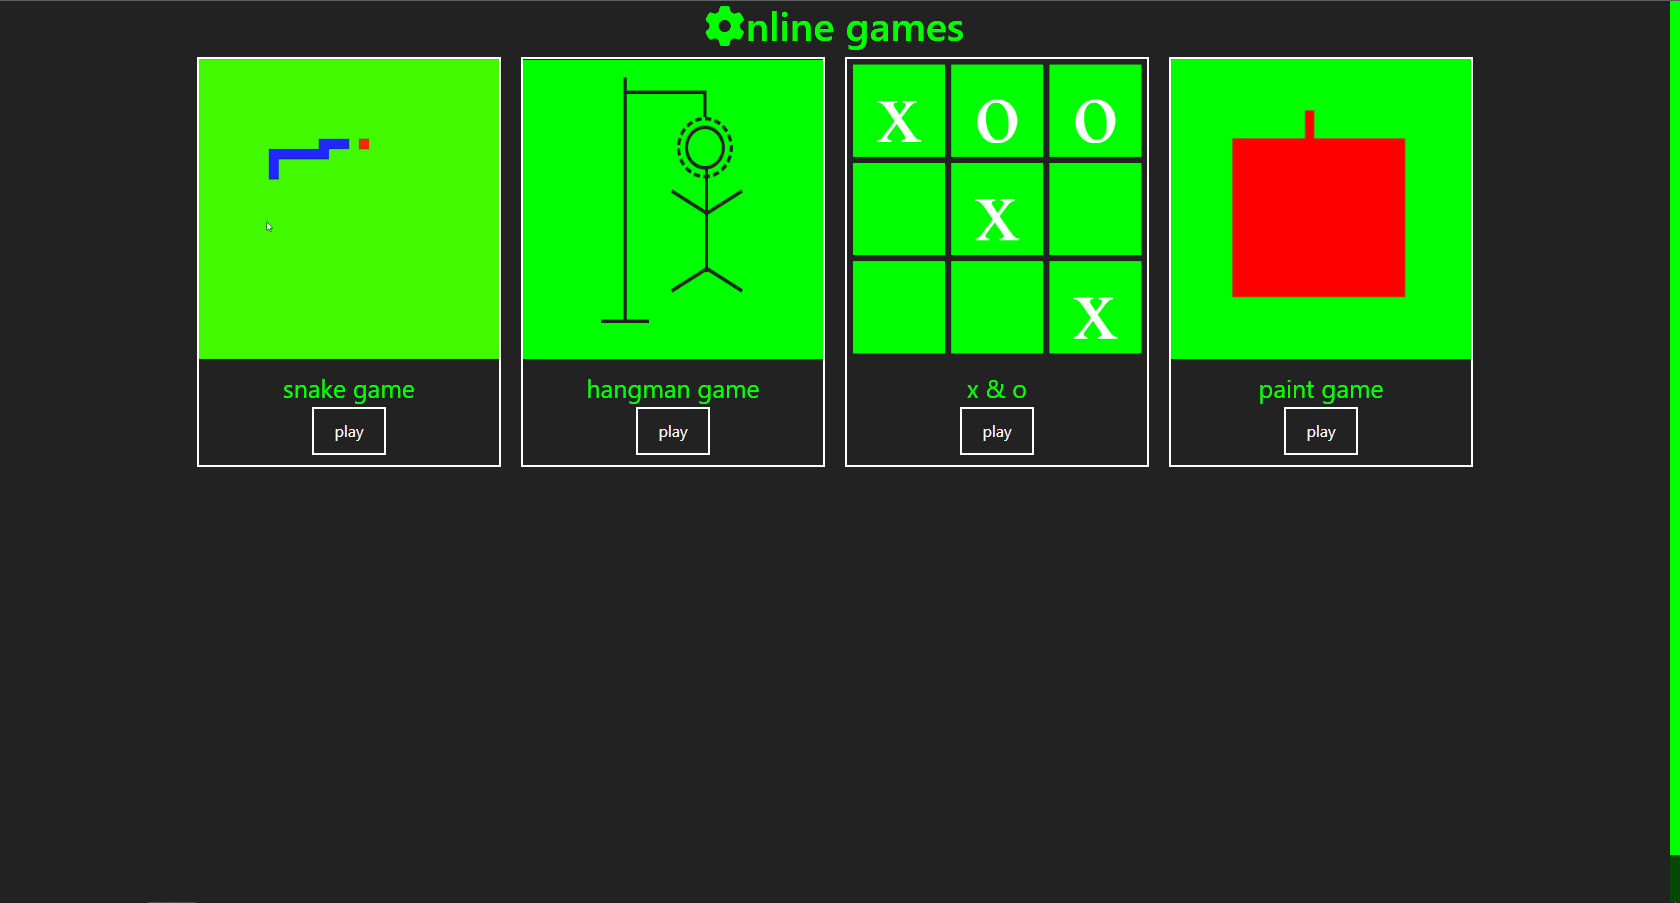 nline games
x o o
x
x
snake game
play
hangman game
play
x & o
play
paint game
play